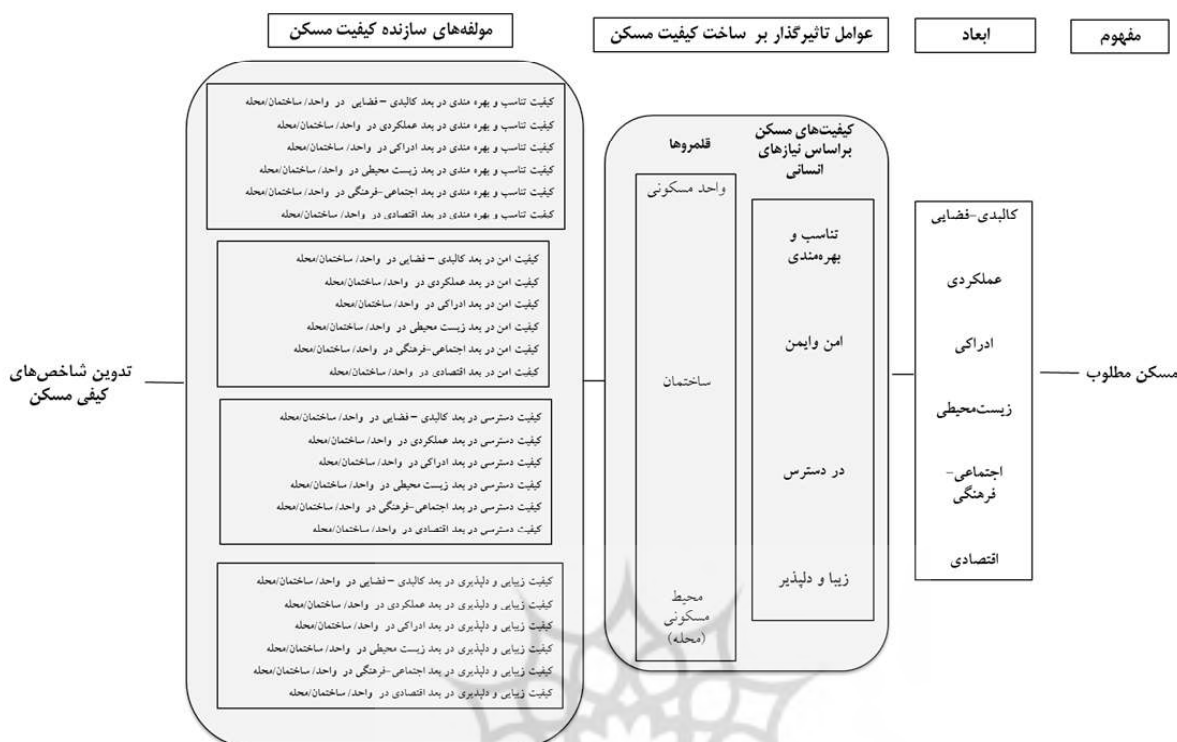 مفهوم
ابعاد
عوامل تاثیرگذار بر ساخت کیفیت مسکن
مولفه‌های سازنده کیفیت مسکن
مسکن مطلوب
کالبدی-فضایی
عملکردی
ادراکی
زیست‌محیطی
اجتماعی-
فرهنگی
اقتصادی
کیفیت‌های مسکن
براساس نیازهای
انسانی
تناسب و
بهره‌مندی
امن وایمن
در دسترس
زیبا و دلپذیر
قلمروها
واحد مسکونی
ساختمان
محیط
مسکونی
(محله)
کیفیت تناسب و بهره مندی در بعد کالبدی – فضایی در واحد/ ساختمان/محله
کیفیت تناسب و بهره مندی در بعد عملکردی در واحد/ ساختمان/محله
کیفیت تناسب و بهره مندی در بعد ادراکی در واحد/ ساختمان/محله
کیفیت تناسب و بهره مندی در بعد زیست محیطی در واحد/ ساختمان/محله
کیفیت تناسب و بهره مندی در بعد اجتماعی-فرهنگی در واحد/ ساختمان/محله
کیفیت تناسب و بهره مندی در بعد اقتصادی در واحد/ ساختمان/محله
کیفیت امن در بعد کالبدی – فضایی در واحد/ ساختمان/محله
کیفیت امن در بعد عملکردی در واحد/ ساختمان/محله
کیفیت امن در بعد ادراکی در واحد/ ساختمان/محله
کیفیت امن در بعد زیست محیطی در واحد/ ساختمان/محله
کیفیت امن در بعد اجتماعی-فرهنگی در واحد/ ساختمان/محله
کیفیت امن در بعد اقتصادی در واحد/ ساختمان/محله
کیفیت دسترسی در بعد کالبدی – فضایی در واحد/ ساختمان/محله
کیفیت دسترسی در بعد عملکردی در واحد/ ساختمان/محله
کیفیت دسترسی در بعد ادراکی در واحد/ ساختمان/محله
کیفیت دسترسی در بعد زیست محیطی در واحد/ ساختمان/محله
کیفیت دسترسی در بعد اجتماعی-فرهنگی در واحد/ ساختمان/محله
کیفیت دسترسی در بعد اقتصادی در واحد/ ساختمان/محله
کیفیت زیبایی و دلپذیری در بعد کالبدی – فضایی در واحد/ ساختمان/محله
کیفیت زیبایی و دلپذیری در بعد عملکردی در واحد/ ساختمان/محله
کیفیت زیبایی و دلپذیری در بعد ادراکی در واحد/ ساختمان/محله
کیفیت زیبایی و دلپذیری در بعد زیست محیطی در واحد/ ساختمان/محله
کیفیت زیبایی و دلپذیری در بعد اجتماعی-فرهنگی در واحد/ ساختمان/محله
کیفیت زیبایی و دلپذیری در بعد اقتصادی در واحد/ ساختمان/محله
تدوین شاخص‌های
کیفی مسکن